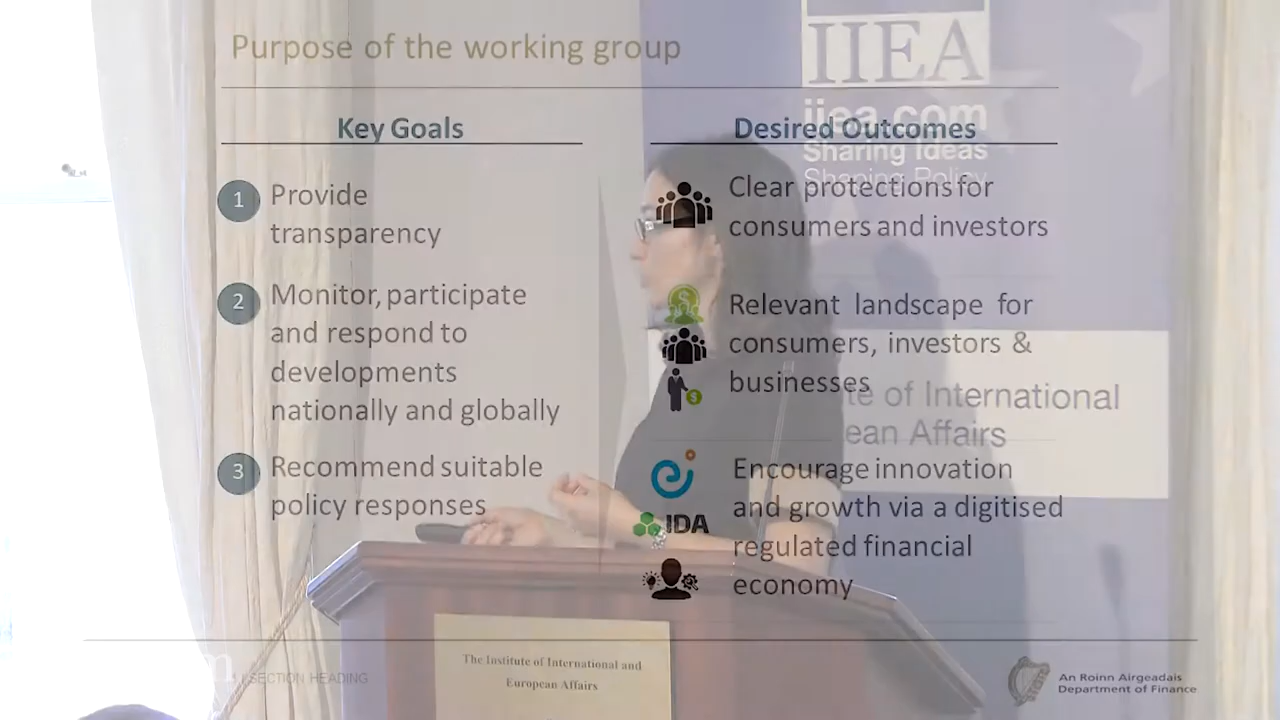 Purpose of the working group
IIEA
iiea.com
Sharing Ideas
Shaping Policy
Key Goals
Desired Outcomes
1
Provide
transparency
2
Monitor, participate
and respond to
developments
nationally and globally
3
Recommend suitable
policy responses
Clear protections for
consumers and investors
Relevant landscape for
consumers, investors &
businesses
Encourage innovation
and growth via a digitised
regulated financial
economy
IDA
te of International
ean Affairs
The Institute of International and
European Affairs
SECTION HEADING
An Roinn Airgeadais
Department of Finance